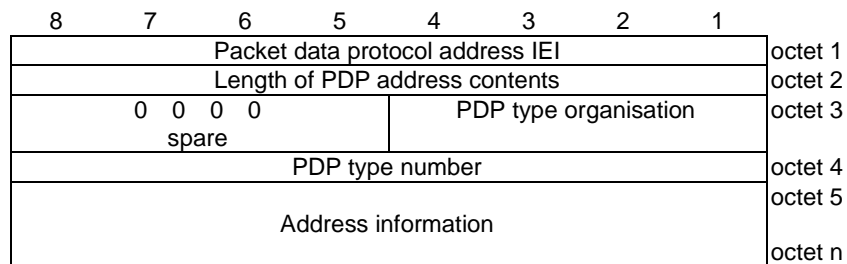 8 7 6 5 4 3 2 1
Packet data protocol address IEI octet 1
Length of PDP address contents octet 2
0 0 0 0 PDP type organisation octet 3
spare
PDP type number octet 4
octet 5
Address information
octet n